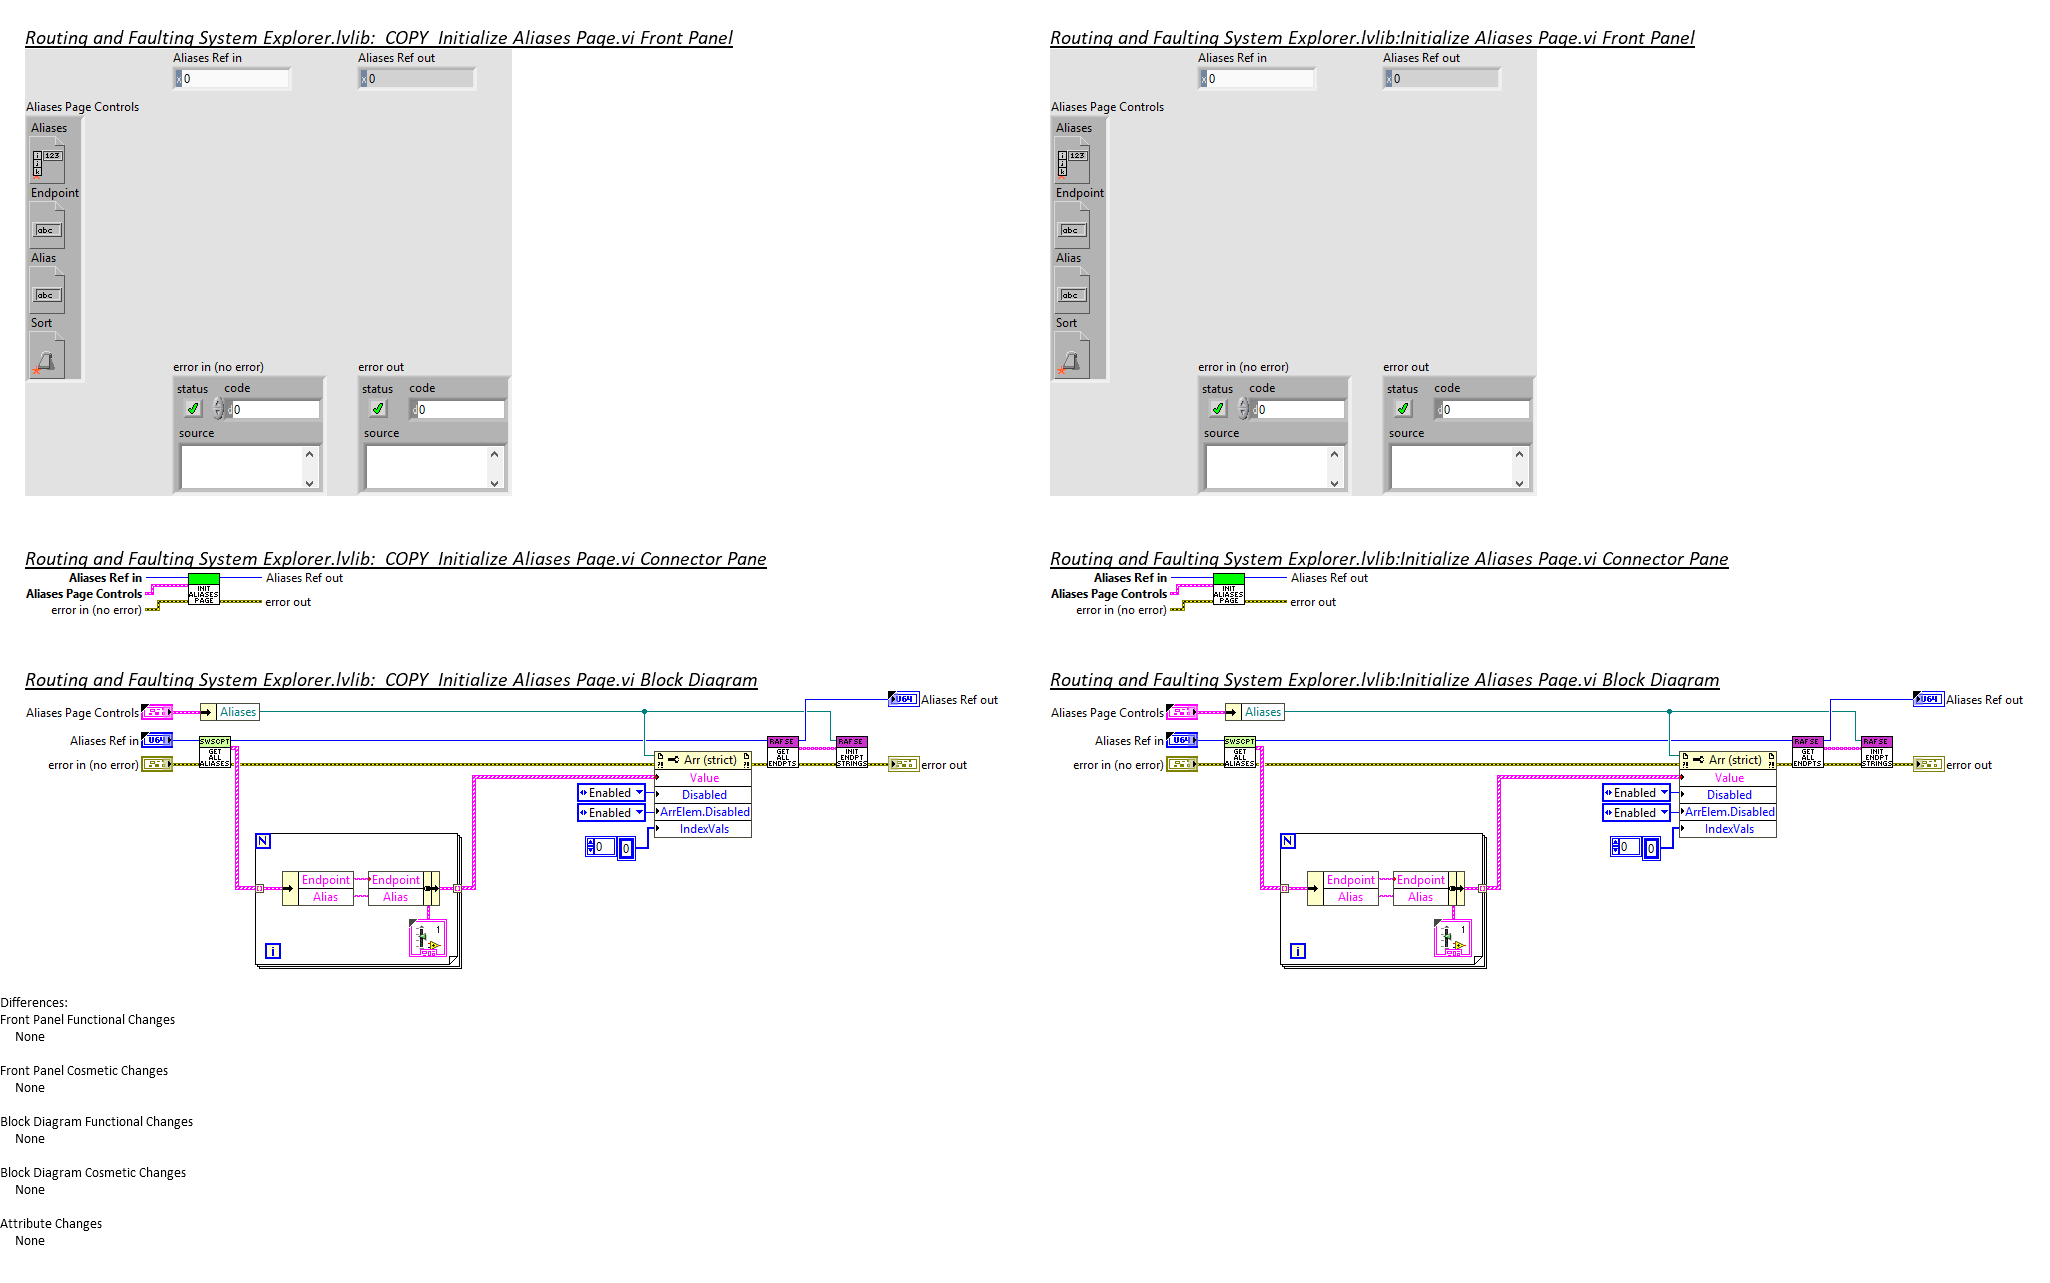 Routing and Faulting System Explorer.lvlib:  COPY  Initialize Aliases Page.vi Front Panel
Aliases Ref in
Aliases Ref out
x 0
x 0
Aliases Page Controls
Aliases
i
j
k
123
Endpoint
abc
Alias
abc
Sort
error in (no error)
error out
status code
status code
d 0
d 0
source
source
Routing and Faulting System Explorer.lvlib:Initialize Aliases Page.vi Front Panel
Aliases Ref in
Aliases Ref out
x 0
x 0
Aliases Page Controls
Aliases
i
j
k
123
Endpoint
abc
Alias
abc
Sort
error in (no error)
error out
status code
status code
d 0
d 0
source
source
Routing and Faulting System Explorer.lvlib:  COPY  Initialize Aliases Page.vi Connector Pane
Aliases Ref in
Aliases Ref out
Aliases Page Controls
error in (no error)
error out
INIT
ALIASES
PAGE
Routing and Faulting System Explorer.lvlib:Initialize Aliases Page.vi Connector Pane
Aliases Ref in
Aliases Ref out
Aliases Page Controls
error in (no error)
error out
INIT
ALIASES
PAGE
Routing and Faulting System Explorer.lvlib:  COPY  Initialize Aliases Page.vi Block Diagram
Aliases Page Controls
Aliases
U64
Aliases Ref out
Aliases Ref in
U64
error in (no error)
SWSCPT
GET
ALL
ALIASES
Arr (strict)
Value
Disabled
ArrElem.Disabled
IndexVals
Enabled
Enabled
0
0
RAFSE
GET
ALL
ENDPTS
RAFSE
INIT
ENDPT
STRINGS
error out
N
Endpoint
Alias
Endpoint
Alias
1
i
Routing and Faulting System Explorer.lvlib:Initialize Aliases Page.vi Block Diagram
Aliases Page Controls
Aliases
U64
Aliases Ref out
Aliases Ref in
U64
error in (no error)
SWSCPT
GET
ALL
ALIASES
Arr (strict)
Value
Disabled
ArrElem.Disabled
IndexVals
Enabled
Enabled
0
0
RAFSE
GET
ALL
ENDPTS
RAFSE
INIT
ENDPT
STRINGS
error out
N
Endpoint
Alias
Endpoint
Alias
1
i
Differences:
Front Panel Functional Changes
None
Front Panel Cosmetic Changes
None
Block Diagram Functional Changes
None
Block Diagram Cosmetic Changes
None
Attribute Changes
None